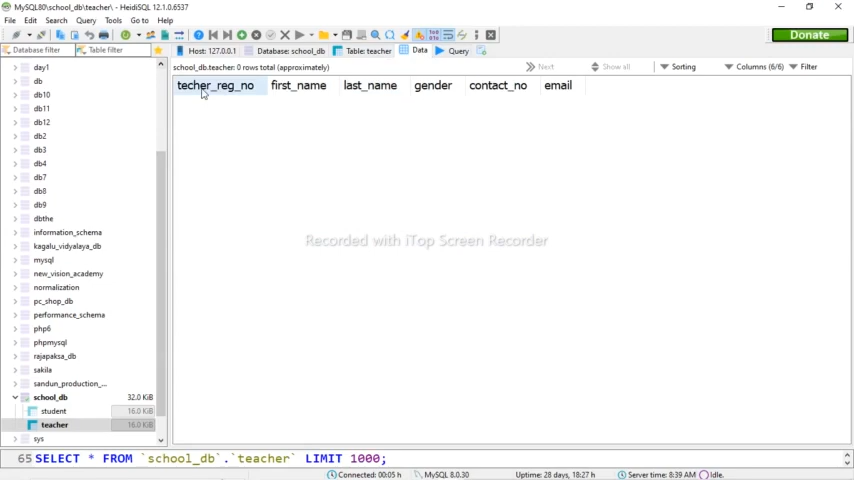 MySQL80\school_db\teacher\ - HeidiSQL 12.1.0.6537
File Edit Search Query Tools Go to Help
Donate
Database filter Table filter
Host: 127.0.0.1 Database: school_db Table: teacher Data Query
school_db.teacher: 0 rows total (approximately) Next Show all Sorting Columns (6/6) Filter
techer_reg_no first_name last_name gender contact_no email
day1
db
db10
db11
db12
db2
db3
db4
db7
db8
db9
dbthe
information_schema
kagalu_vidyalaya_db
mysql
new_vision_academy
normalization
pc_shop_db
performance_schema
php6
phpmysql
rajapaksa_db
sakila
sandun_production_...
school_db 32.0 KiB
student 16.0 KiB
teacher 16.0 KiB
sys
Recorded with iTop Screen Recorder
65 SELECT * FROM `school_db`.`teacher` LIMIT 1000;
Connected: 00:05 h MySQL 8.0.30 Uptime: 28 days, 18:27 h Server time: 8:39 AM Idle.